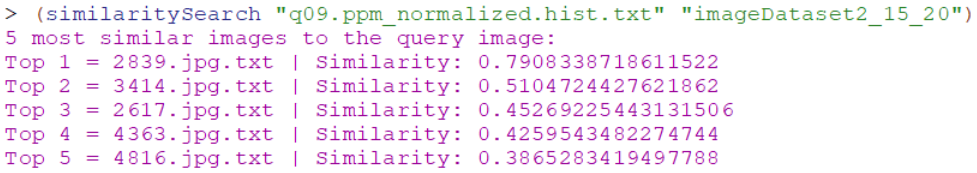 > (similaritySearch "q09.ppm_normalized.hist.txt" "imageDataset2_15_20")
5 most similar images to the query image:
Top 1 = 2839.jpg.txt | Similarity: 0.7908338718611522
Top 2 = 3414.jpg.txt | Similarity: 0.5104724427621862
Top 3 = 2617.jpg.txt | Similarity: 0.45269225443131506
Top 4 = 4363.jpg.txt | Similarity: 0.4259543482274744
Top 5 = 4816.jpg.txt | Similarity: 0.3865283419497788